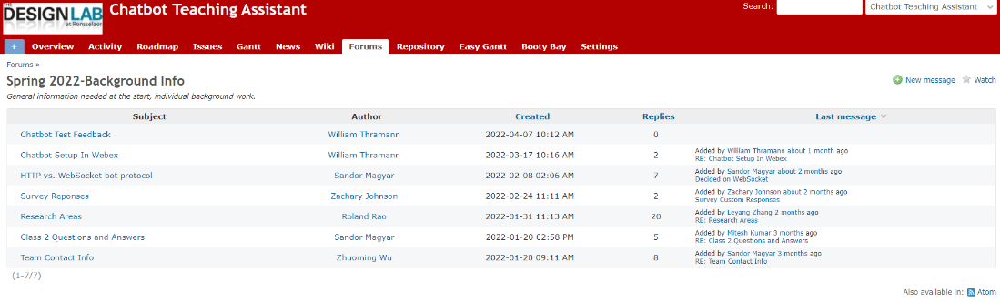 THE
DESIGNLAB
at Rensselaer
Chatbot Teaching Assistant
Search:
Chatbot Teaching Assistant
+ Overview Activity Roadmap Issues Gantt News Wiki Forums Repository Easy Gantt Booty Bay Settings
Forums »
Spring 2022-Background Info
New message Watch
General information needed at the start, individual background work.
Subject Author Created Replies Last message
Chatbot Test Feedback William Thramann 2022-04-07 10:12 AM 0
Chatbot Setup In Webex William Thramann 2022-03-17 10:16 AM 2 Added by William Thramann about 1 month ago
RE: Chatbot Setup In Webex
HTTP vs. WebSocket bot protocol Sandor Magyar 2022-02-08 02:06 AM 7 Added by Sandor Magyar about 2 months ago
Decided on WebSocket
Survey Reponses Zachary Johnson 2022-02-24 11:11 AM 2 Added by Zachary Johnson about 2 months ago
Survey Custom Responses
Research Areas Roland Rao 2022-01-31 11:13 AM 20 Added by Leyang Zhang 2 months ago
RE: Research Areas
Class 2 Questions and Answers Sandor Magyar 2022-01-20 02:58 PM 5 Added by Mitesh Kumar 3 months ago
RE: Class 2 Questions and Answers
Team Contact Info Zhuoming Wu 2022-01-20 09:11 AM 8 Added by Sandor Magyar 3 months ago
RE: Team Contact Info
(1-7/7)
Also available in: Atom